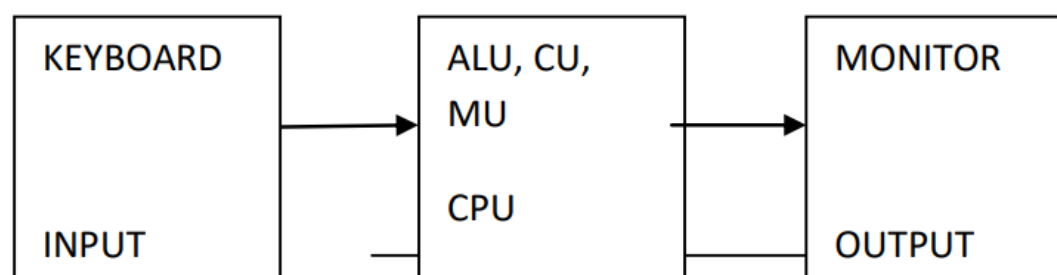 KEYBOARD
INPUT
ALU, CU,
MU
CPU
MONITOR
OUTPUT